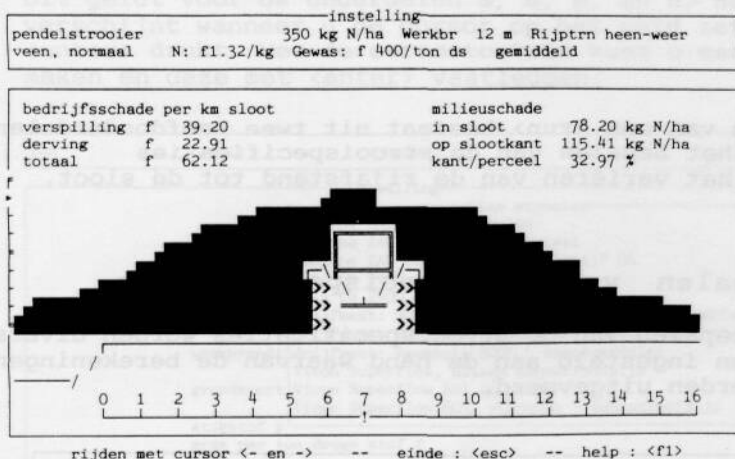 instelling
pendelstrooier 350 kg N/ha Werkbr 12 m Rijptrn heen-weer
veen, normaal N: f1.32/kg Gewas: f 400/ton ds gemiddeld
bedrijfsschade per km sloot
verspilling f 39.20
derving f 22.91
totaal f 62.12
milieuschade
in sloot 78.20 kg N/ha
op slootkant 115.41 kg N/ha
kant/perceel 32.97 %
f
0 1 2 3 4 5 6 7 8 9 10 11 12 13 14 15 16
rijden met cursor <- en -> -- einde : <esc> -- help : <f1>